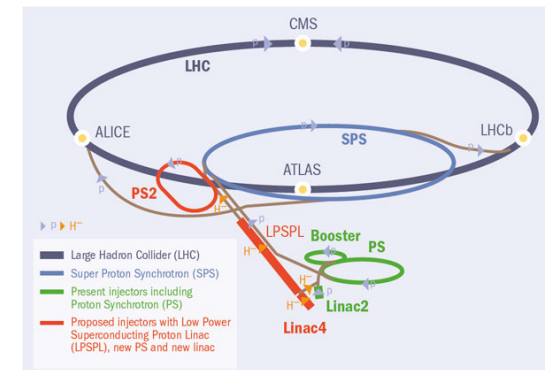 CMS
p
p
LHC
ALICE
p
SPS
LHCb
p
p
PS2
ATLAS
p
p H⁻
H⁻
p
LPSPL
Booster
PS
H⁻
p
p
Large Hadron Collider (LHC)
Super Proton Synchrotron (SPS)
Present injectors including
Proton Synchrotron (PS)
Proposed injectors with Low Power
Superconducting Proton Linac
(LPSPL), new PS and new linac
H⁻
H⁻
p
Linac2
Linac4